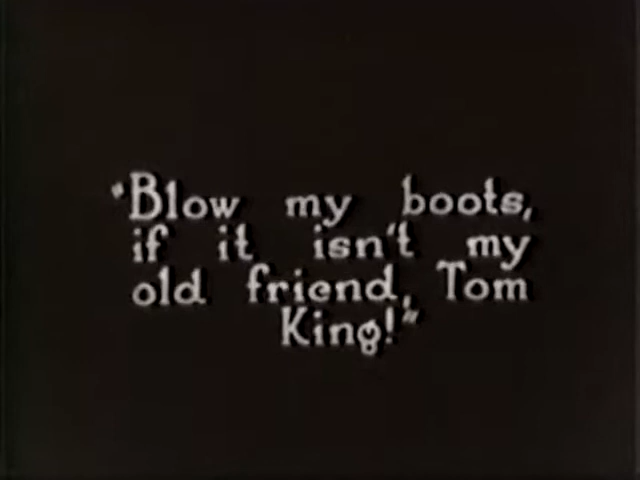 "Blow my boots,
if it isn't my
old friend, Tom
King!"